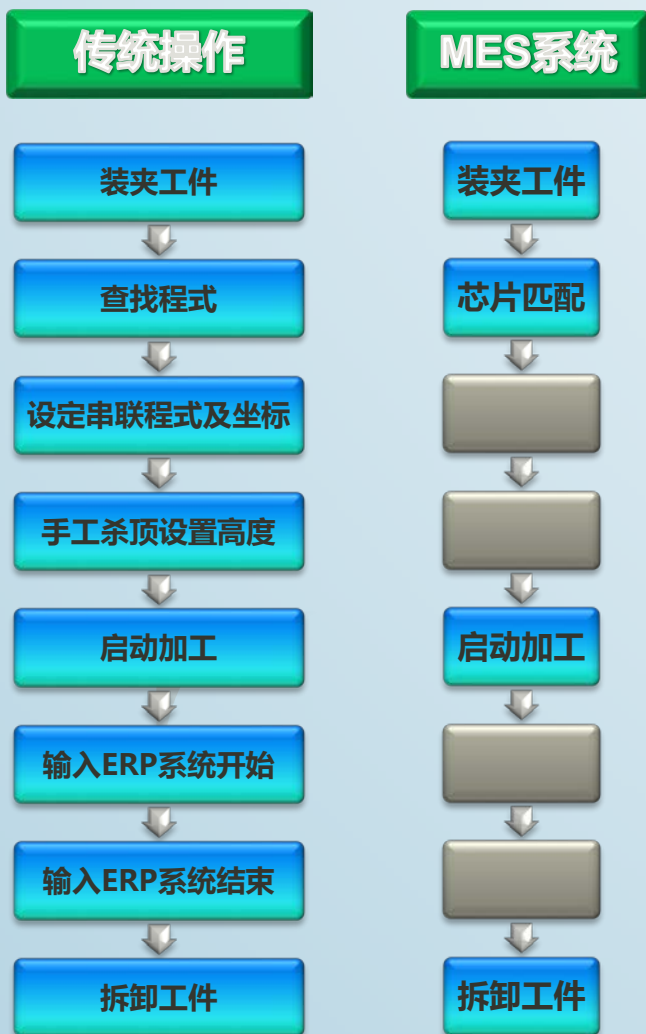 传统操作
MES系统
装夹工件
装夹工件
查找程式
芯片匹配
设定串联程式及坐标
手工杀顶设置高度
启动加工
启动加工
输入ERP系统开始
输入ERP系统结束
拆卸工件
拆卸工件